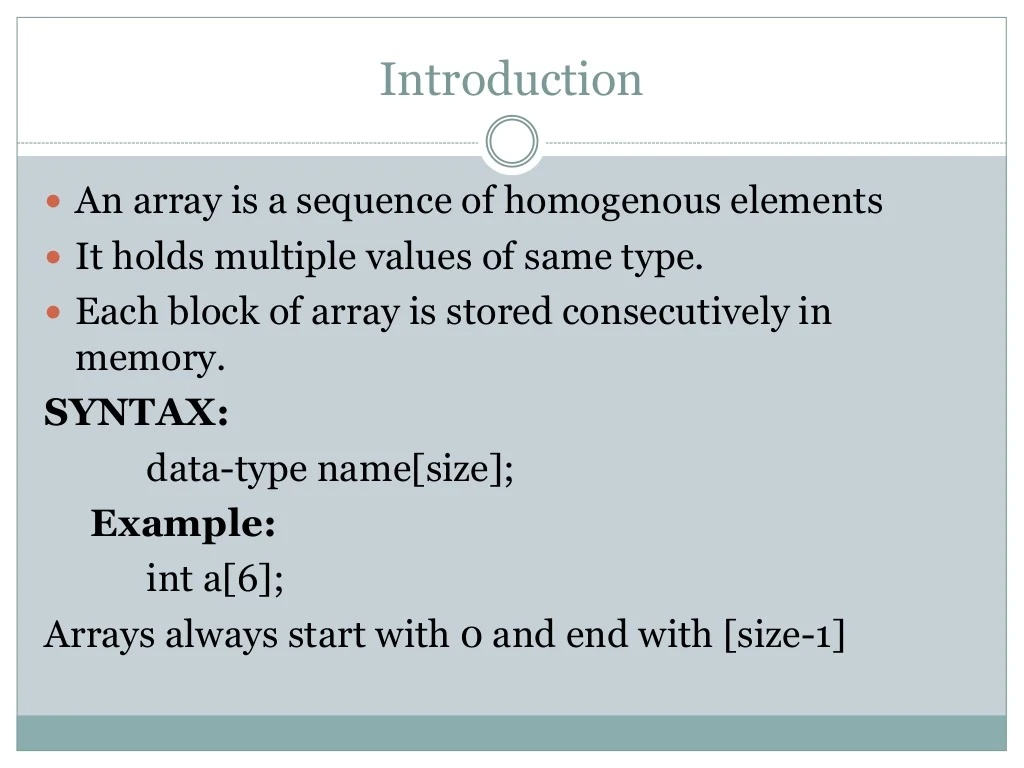 Introduction
• An array is a sequence of homogenous elements
• It holds multiple values of same type.
• Each block of array is stored consecutively in
memory.
SYNTAX:
data-type name[size];
Example:
int a[6];
Arrays always start with 0 and end with [size-1]